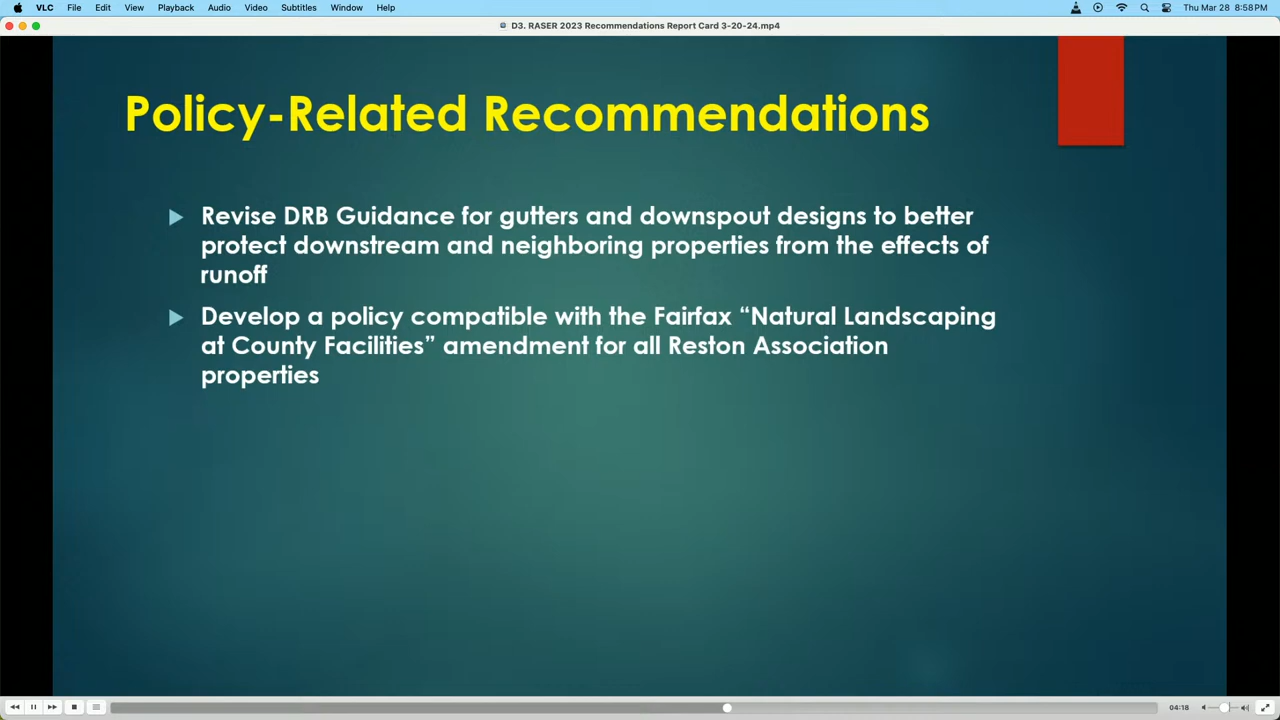 VLC File Edit View Playback Audio Video Subtitles Window Help Thu Mar 28 8:58 PM
D3. RASER 2023 Recommendations Report Card 3-20-24.mp4
Policy-Related Recommendations
Revise DRB Guidance for gutters and downspout designs to better
protect downstream and neighboring properties from the effects of
runoff
Develop a policy compatible with the Fairfax “Natural Landscaping
at County Facilities” amendment for all Reston Association
properties
04:18